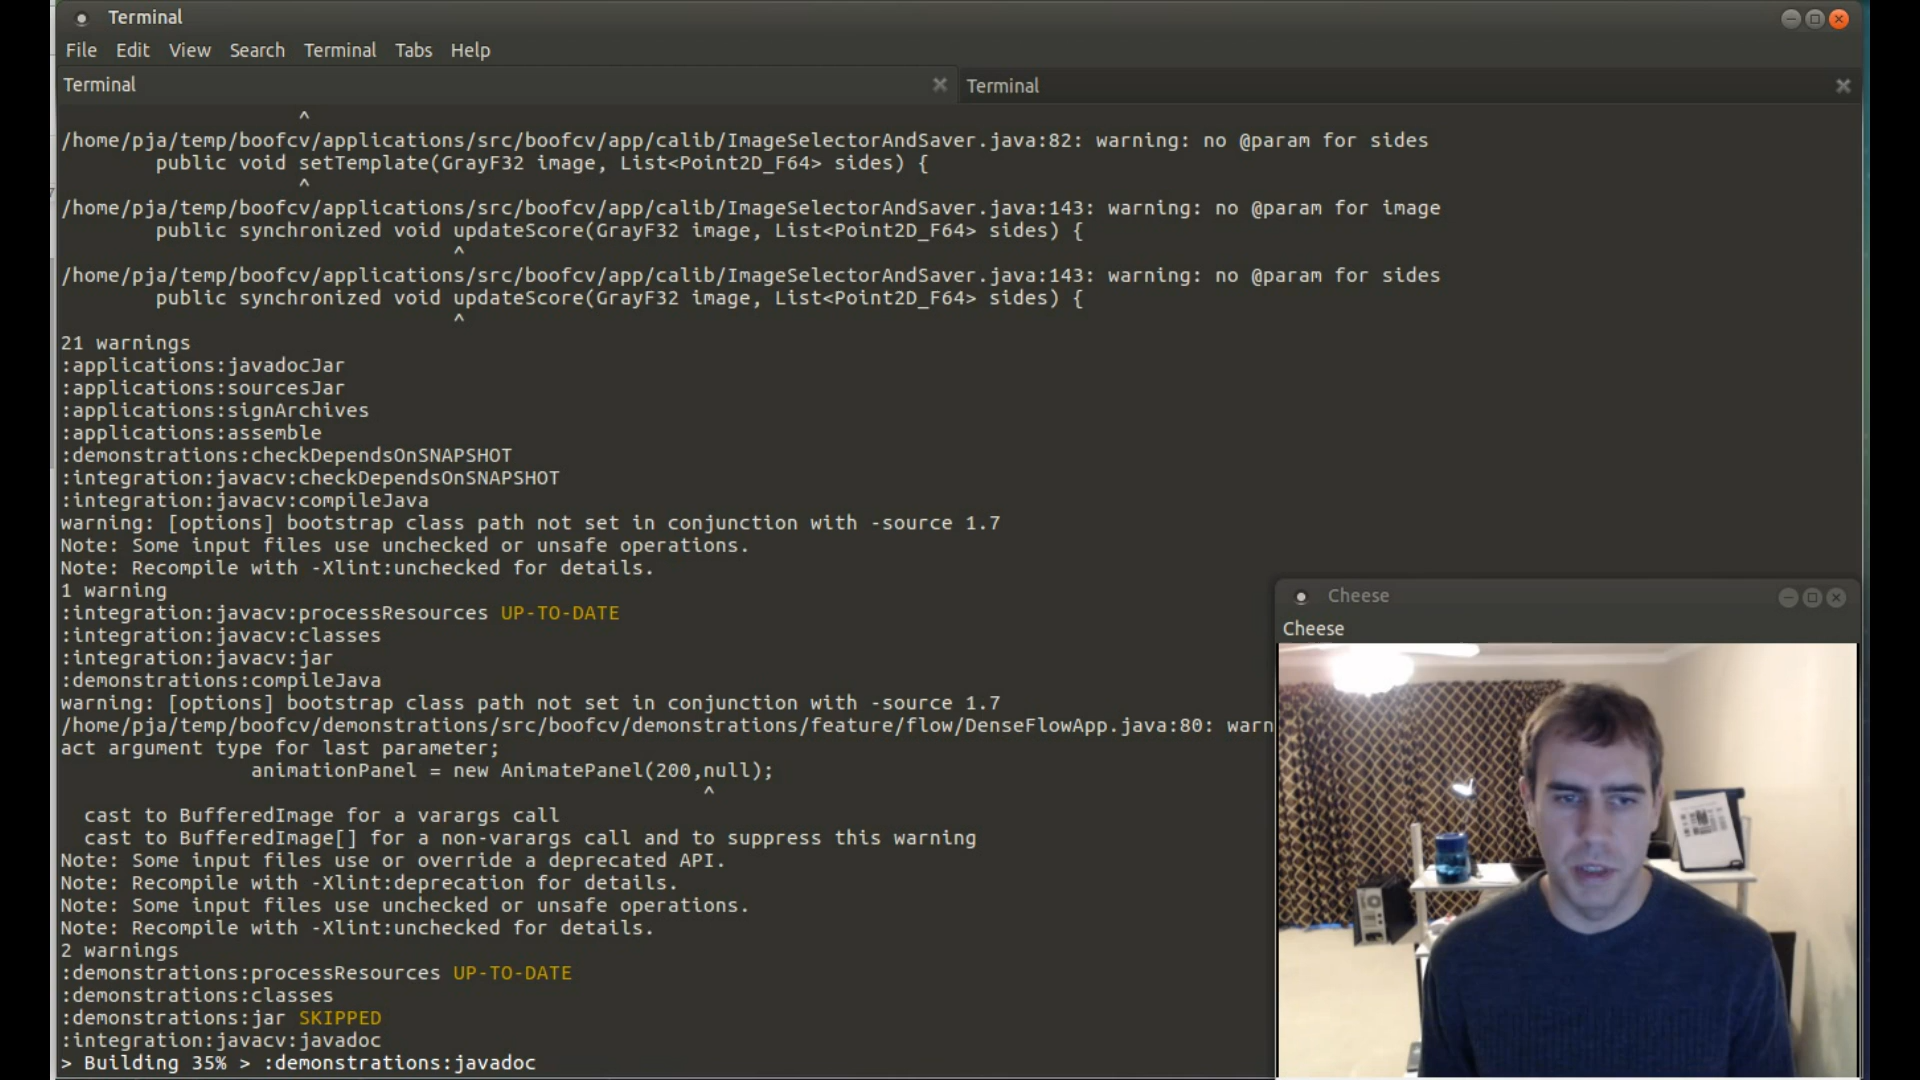 Terminal
File Edit View Search Terminal Tabs Help
Terminal
Terminal
^
/home/pja/temp/boofcv/applications/src/boofcv/app/calib/ImageSelectorAndSaver.java:82: warning: no @param for sides
public void setTemplate(GrayF32 image, List<Point2D_F64> sides) {
^
/home/pja/temp/boofcv/applications/src/boofcv/app/calib/ImageSelectorAndSaver.java:143: warning: no @param for image
public synchronized void updateScore(GrayF32 image, List<Point2D_F64> sides) {
^
/home/pja/temp/boofcv/applications/src/boofcv/app/calib/ImageSelectorAndSaver.java:143: warning: no @param for sides
public synchronized void updateScore(GrayF32 image, List<Point2D_F64> sides) {
^
21 warnings
:applications:javadocJar
:applications:sourcesJar
:applications:signArchives
:applications:assemble
:demonstrations:checkDependsOnSNAPSHOT
:integration:javacv:checkDependsOnSNAPSHOT
:integration:javacv:compileJava
warning: [options] bootstrap class path not set in conjunction with -source 1.7
Note: Some input files use unchecked or unsafe operations.
Note: Recompile with -Xlint:unchecked for details.
1 warning
:integration:javacv:processResources UP-TO-DATE
:integration:javacv:classes
:integration:javacv:jar
:demonstrations:compileJava
warning: [options] bootstrap class path not set in conjunction with -source 1.7
/home/pja/temp/boofcv/demonstrations/src/boofcv/demonstrations/feature/flow/DenseFlowApp.java:80: warn
act argument type for last parameter;
animationPanel = new AnimatePanel(200,null);
^
cast to BufferedImage for a varargs call
cast to BufferedImage[] for a non-varargs call and to suppress this warning
Note: Some input files use or override a deprecated API.
Note: Recompile with -Xlint:deprecation for details.
Note: Some input files use unchecked or unsafe operations.
Note: Recompile with -Xlint:unchecked for details.
2 warnings
:demonstrations:processResources UP-TO-DATE
:demonstrations:classes
:demonstrations:jar SKIPPED
:integration:javacv:javadoc
> Building 35% > :demonstrations:javadoc
Cheese
Cheese